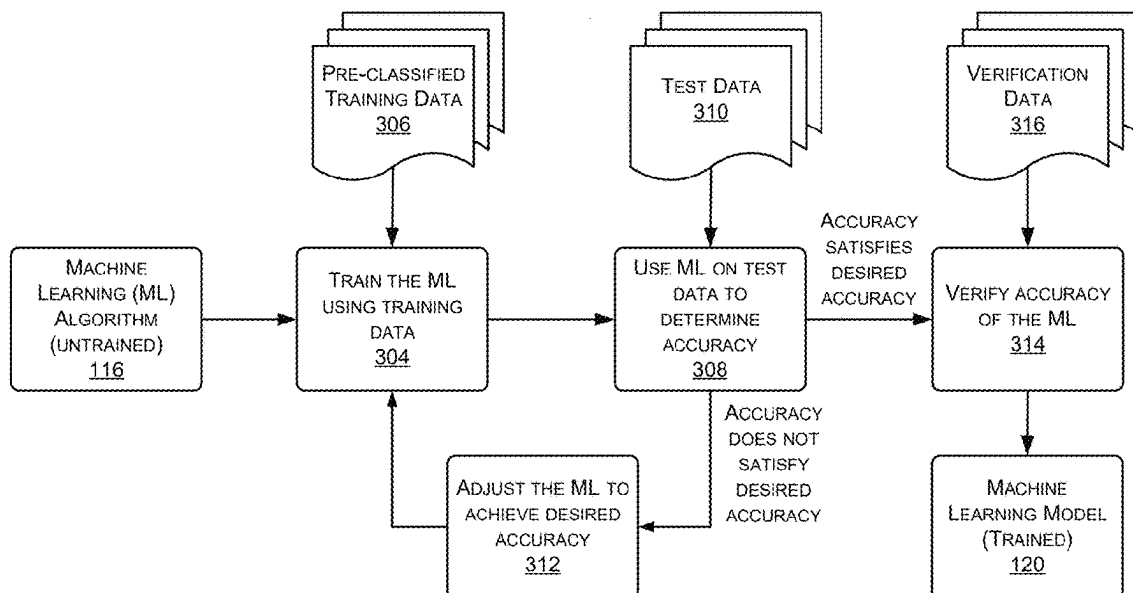 PRE-CLASSIFIED
TRAINING DATA
306
TEST DATA
310
VERIFICATION
DATA
316
MACHINE
LEARNING (ML)
ALGORITHM
(UNTRAINED)
116
TRAIN THE ML
USING TRAINING
DATA
304
USE ML ON TEST
DATA TO
DETERMINE
ACCURACY
308
ACCURACY
SATISFIES
DESIRED
ACCURACY
VERIFY ACCURACY
OF THE ML
314
ACCURACY
DOES NOT
SATISFY
DESIRED
ACCURACY
ADJUST THE ML TO
ACHIEVE DESIRED
ACCURACY
312
MACHINE
LEARNING MODEL
(TRAINED)
120